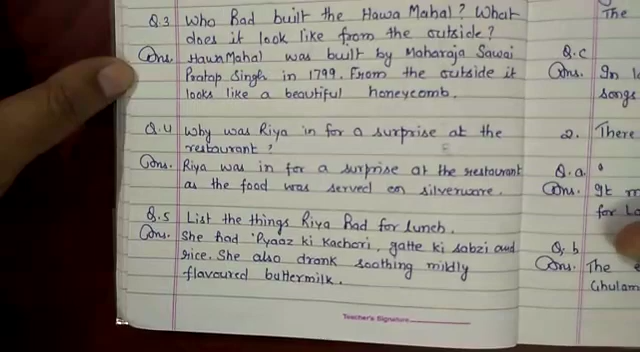 Q.3 Who had built the Hawa Mahal? What
does it look like from the outside?
Ans. Hawa Mahal was built by Maharaja Sawai
Pratap Singh in 1799. From the outside it
looks like a beautiful honeycomb.
Q.4 Why was Riya in for a surprise at the
restaurant?
Ans. Riya was in for a surprise at the restaurant
as the food was served on silverware.
Q.5 List the things Riya had for lunch.
Ans. She had 'Pyaaz ki Kachori, gatte ki sabzi and
rice. She also drank soothing mildly
flavoured buttermilk.
Teacher's Signature
The
Q.c
Ans. In
songs
2. There
Q.a.
Ans. It
for
Q.b
Ans. The
Ghulam